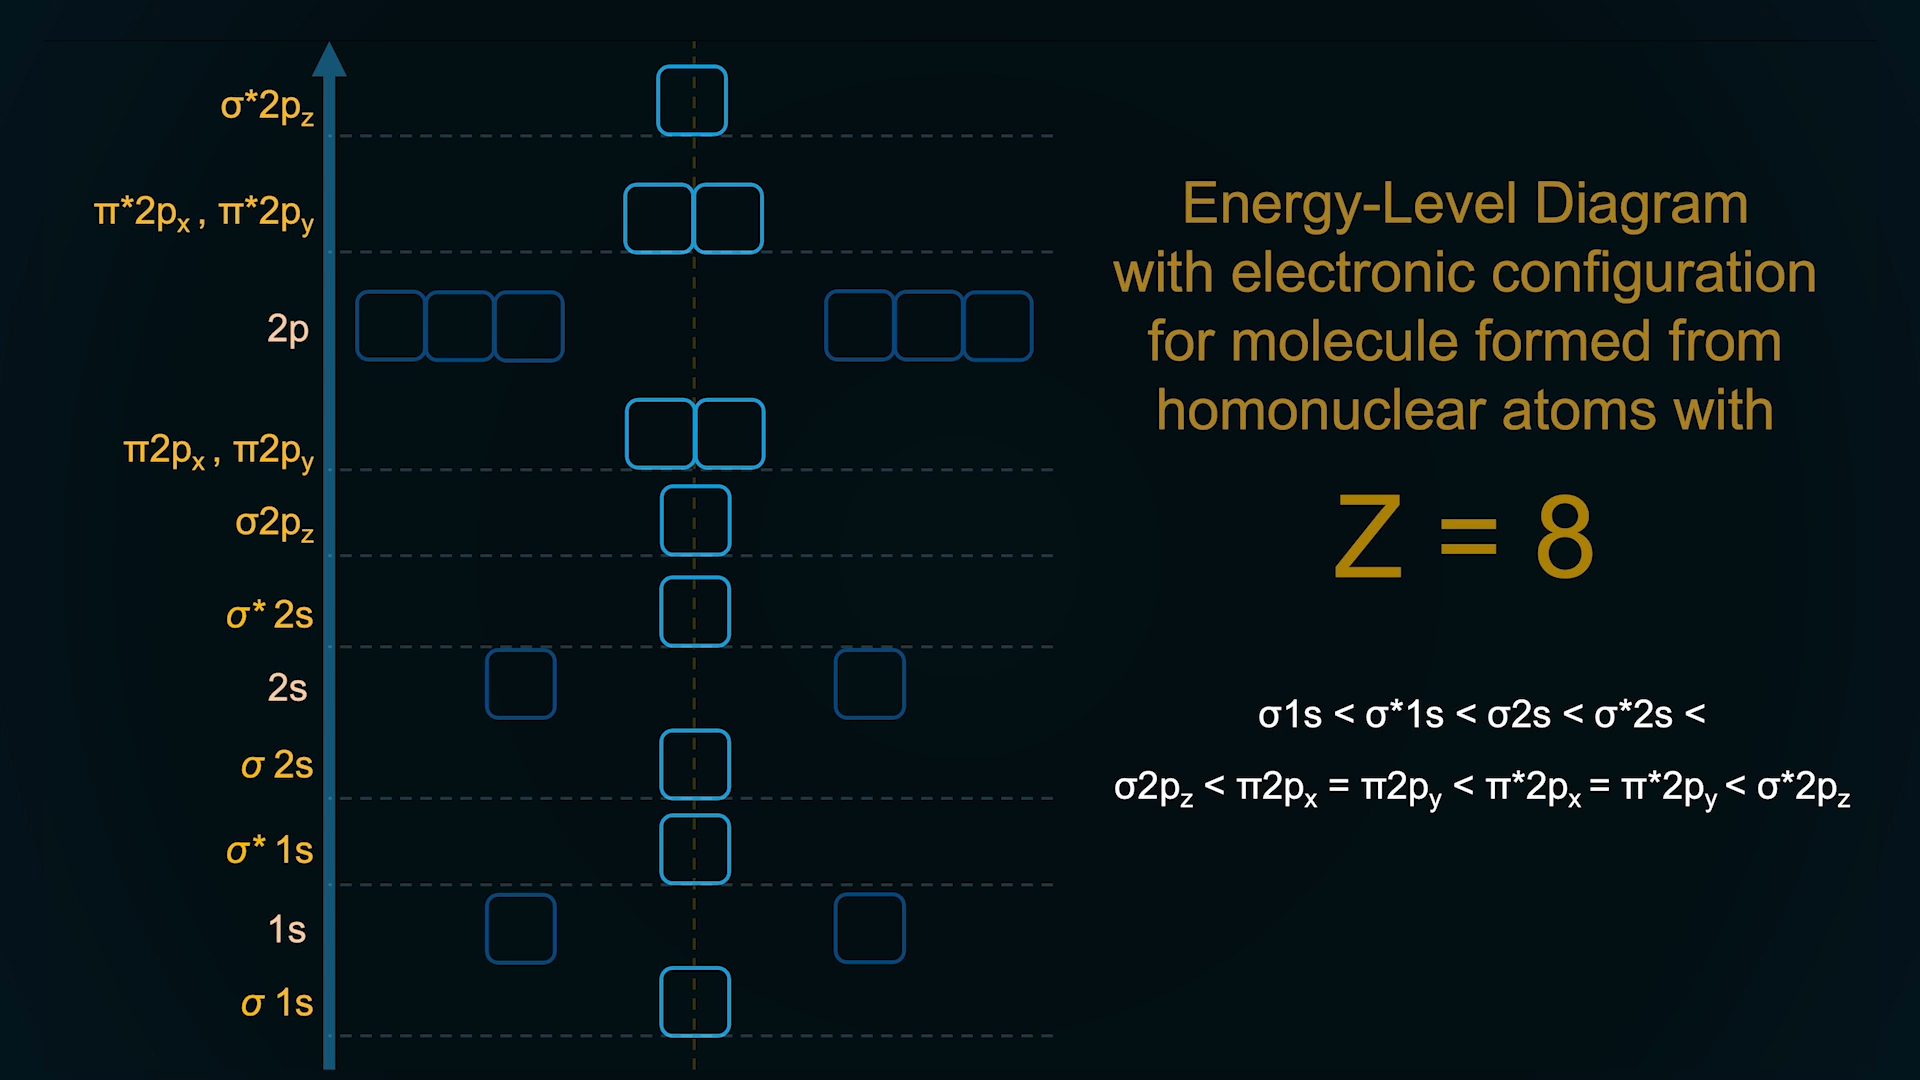 σ*2pz
π*2px , π*2py
2p
π2px , π2py
σ2pz
σ* 2s
2s
σ 2s
σ* 1s
1s
σ 1s
Energy-Level Diagram
with electronic configuration
for molecule formed from
homonuclear atoms with
Z = 8
σ1s < σ*1s < σ2s < σ*2s <
σ2pz < π2px = π2py < π*2px = π*2py < σ*2pz